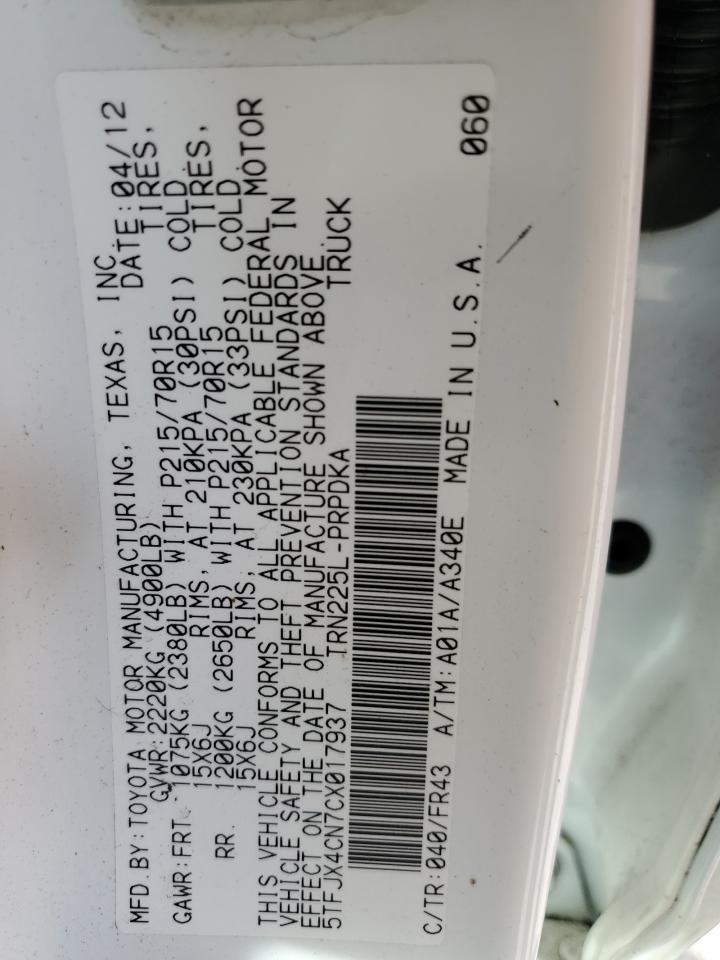 MFD.BY:TOYOTA MOTOR MANUFACTURING, TEXAS, INC.
GVWR:2220KG (4900LB) DATE:04/12
GAWR:FRT. 1075KG (2380LB) WITH P215/70R15 TIRES,
15X6J RIMS, AT 210KPA (30PSI) COLD
RR. 1200KG (2650LB) WITH P215/70R15 TIRES,
15X6J RIMS, AT 230KPA (33PSI) COLD
THIS VEHICLE CONFORMS TO ALL APPLICABLE FEDERAL MOTOR
VEHICLE SAFETY AND THEFT PREVENTION STANDARDS IN
EFFECT ON THE DATE OF MANUFACTURE SHOWN ABOVE.
5TFJX4CN7CX017937 TRN225L-PRPDKA TRUCK
C/TR:040/FR43 A/TM:A01A/A340E MADE IN U.S.A. 060